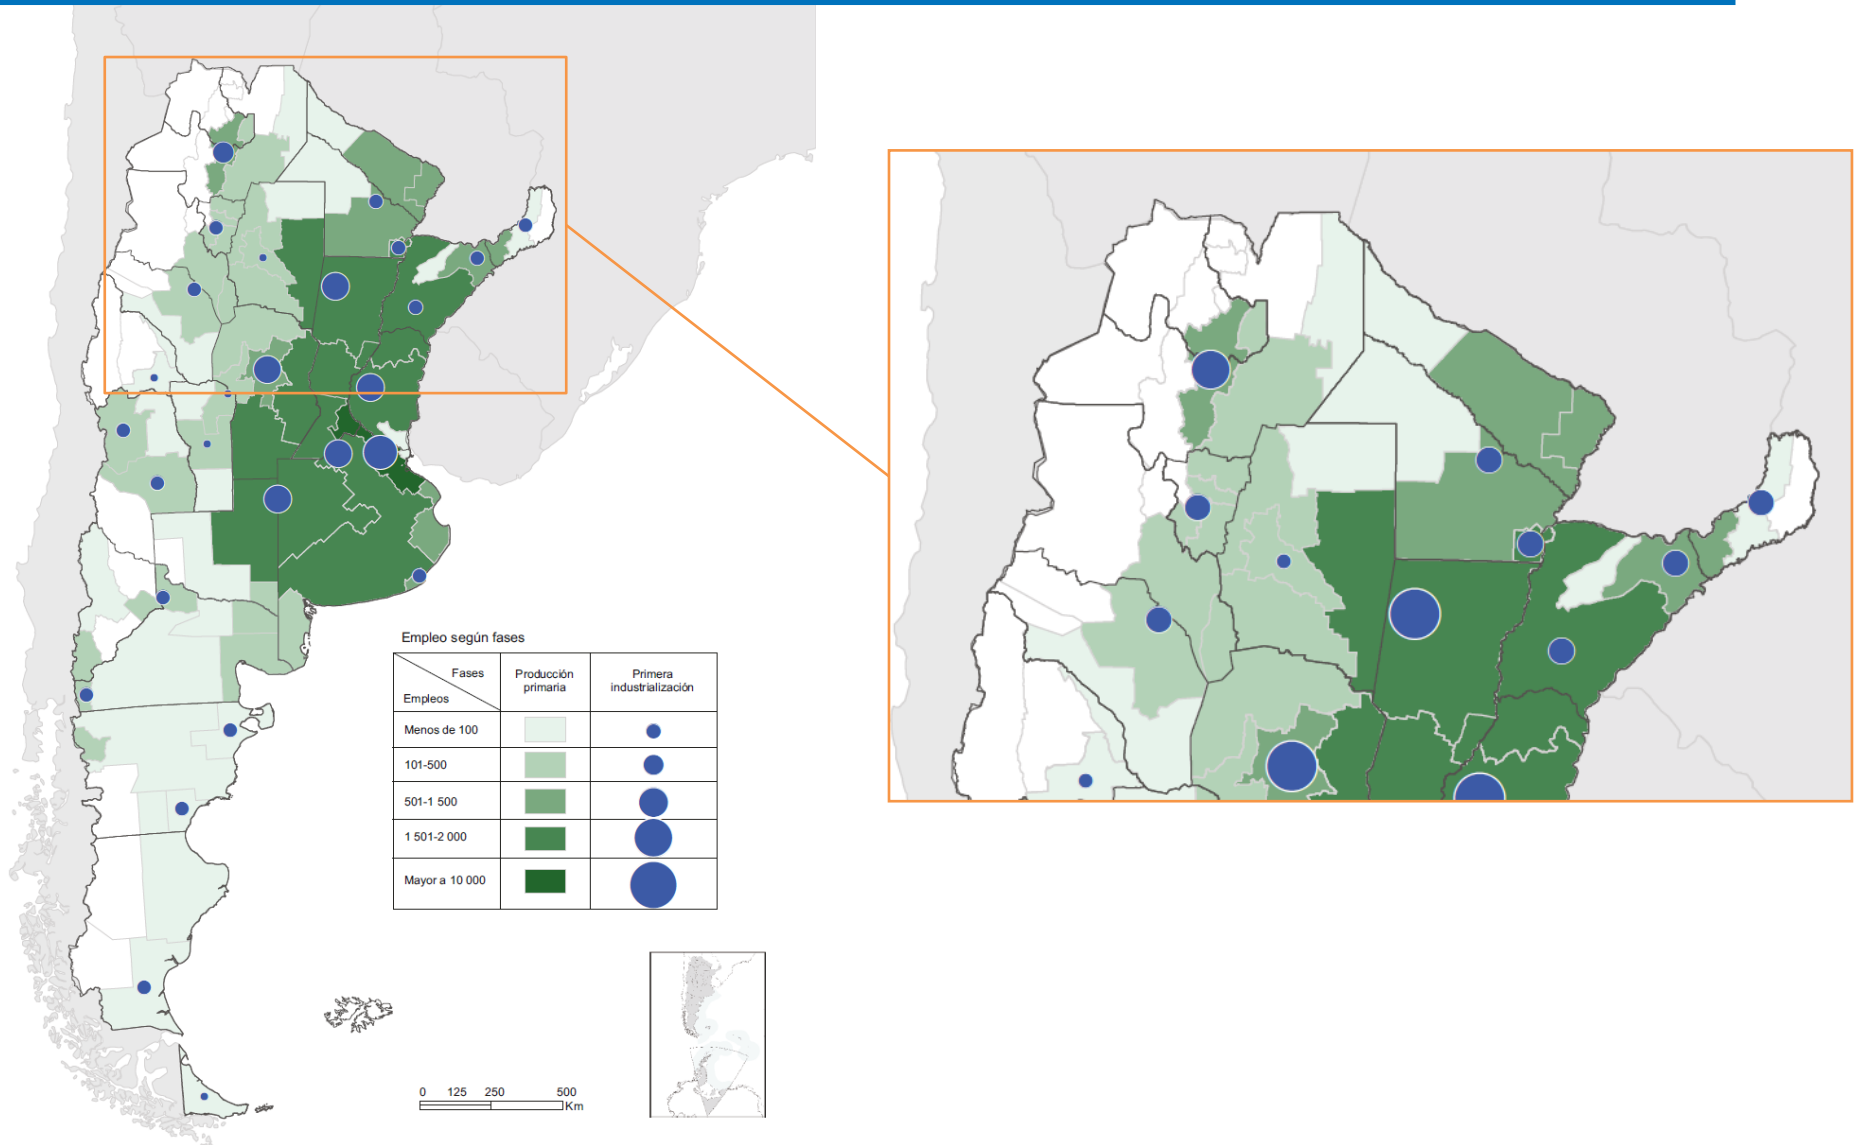 Empleo según fases
Fases
Empleos
Producción
primaria
Primera
industrialización
Menos de 100
101-500
501-1 500
1 501-2 000
Mayor a 10 000
0 125 250 500
Km